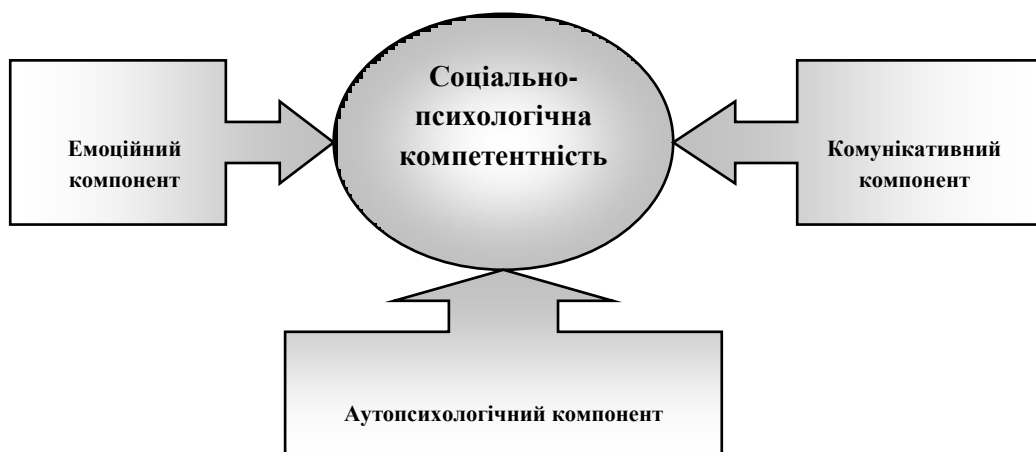 Соціально-
психологічна
компетентність
Емоційний
компонент
Комунікативний
компонент
Аутопсихологічний компонент